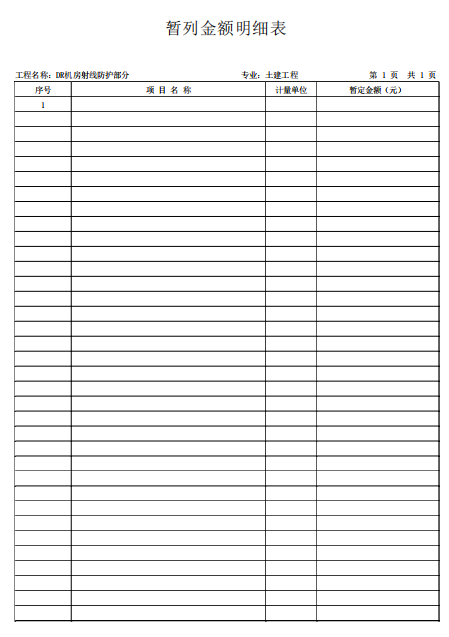 暂列金额明细表
工程名称：DR机房射线防护部分 专业：土建工程 第 1 页 共 1 页
序号 项 目 名 称 计量单位 暂定金额（元）
1